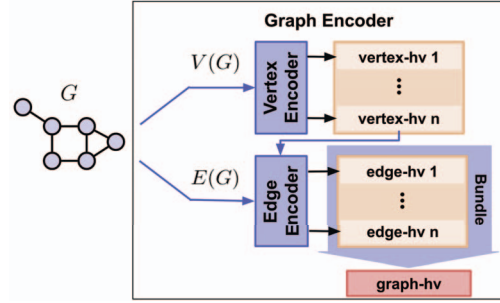 Graph Encoder
G
V(G)
Vertex
Encoder
vertex-hv 1
vertex-hv n
E(G)
Edge
Encoder
edge-hv 1
edge-hv n
Bundle
graph-hv